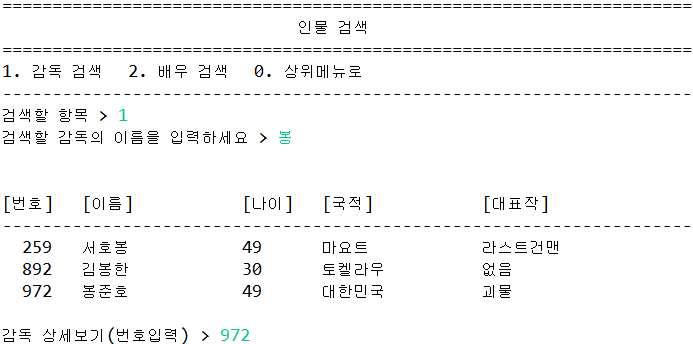 인물 검색
1. 감독 검색 2. 배우 검색 0. 상위메뉴로
검색할 항목 > 1
검색할 감독의 이름을 입력하세요 > 봉
[번호] [이름] [나이] [국적] [대표작]
259 서호봉 49 마요트 라스트건맨
892 김봉한 30 토켈라우 없음
972 봉준호 49 대한민국 괴물
감독 상세보기(번호입력) > 972